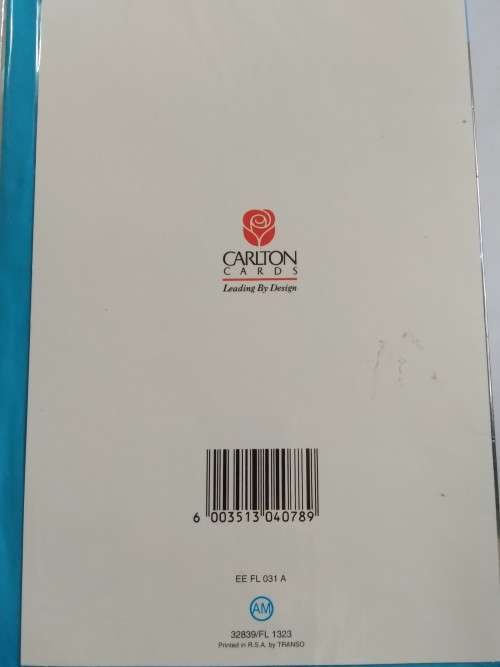 CARLTON
CARDS
Leading By Design
6 003513 040789
EE FL 031 A
AM
32839/FL 1323
Printed in R.S.A. by TRANSO